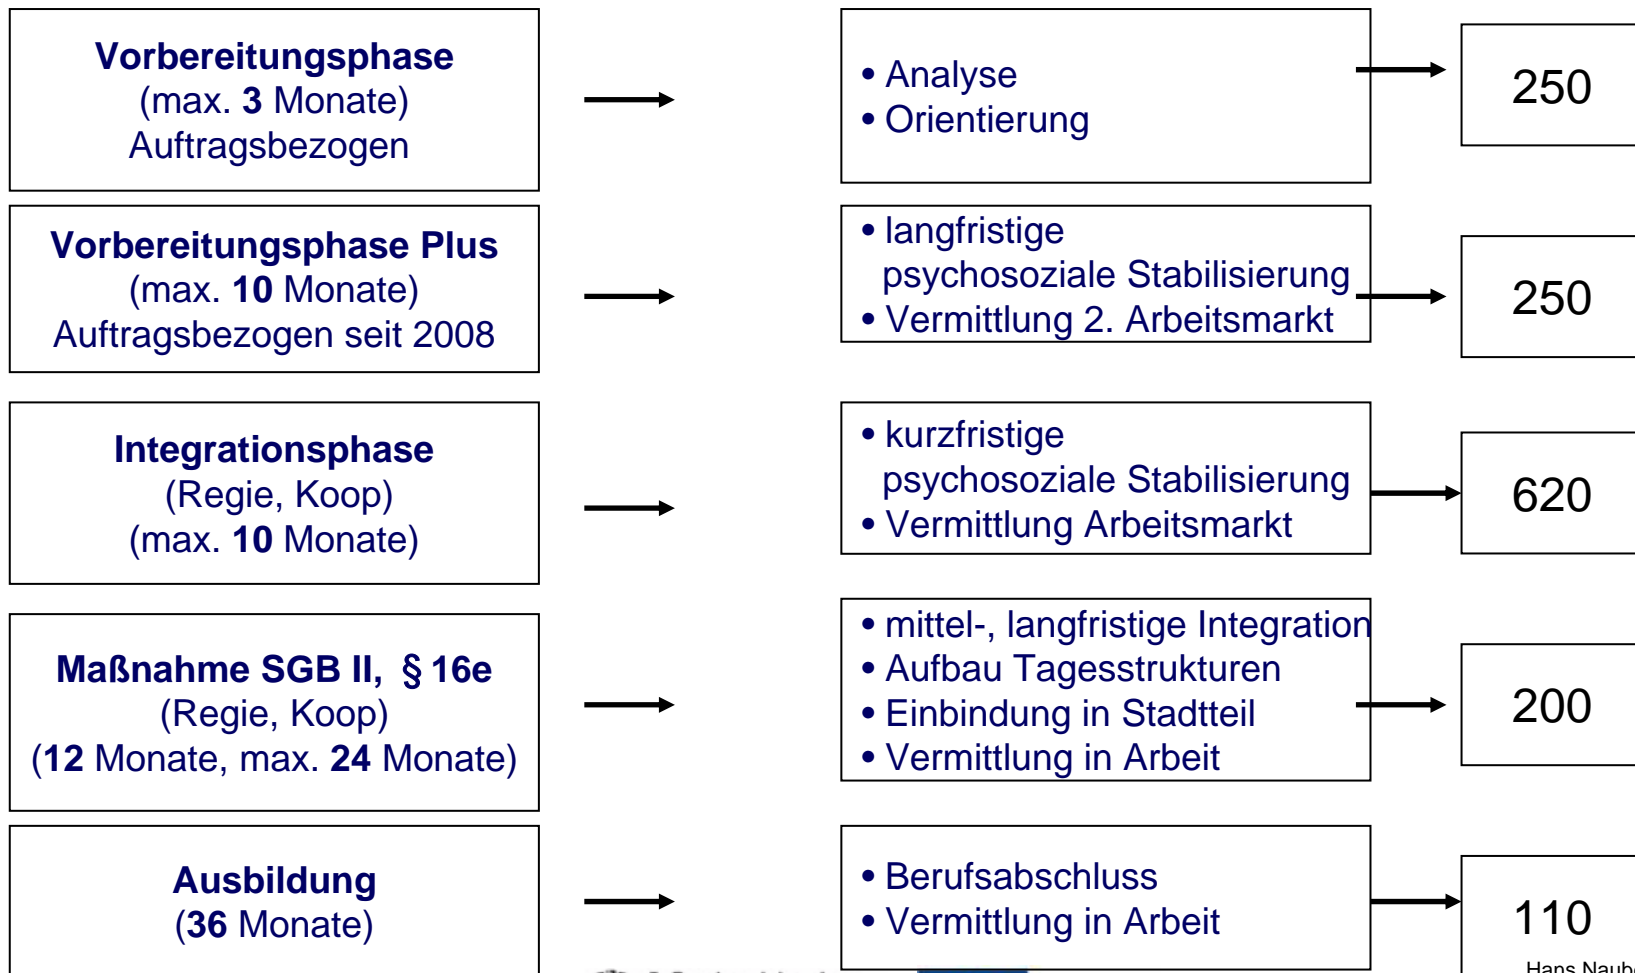 Vorbereitungsphase
(max. 3 Monate)
Auftragsbezogen
• Analyse
• Orientierung
250
Vorbereitungsphase Plus
(max. 10 Monate)
Auftragsbezogen seit 2008
• langfristige
psychosoziale Stabilisierung
• Vermittlung 2. Arbeitsmarkt
250
Integrationsphase
(Regie, Koop)
(max. 10 Monate)
• kurzfristige
psychosoziale Stabilisierung
• Vermittlung Arbeitsmarkt
620
Maßnahme SGB II, § 16e
(Regie, Koop)
(12 Monate, max. 24 Monate)
• mittel-, langfristige Integration
• Aufbau Tagesstrukturen
• Einbindung in Stadtteil
• Vermittlung in Arbeit
200
Ausbildung
(36 Monate)
• Berufsabschluss
• Vermittlung in Arbeit
110
Hans